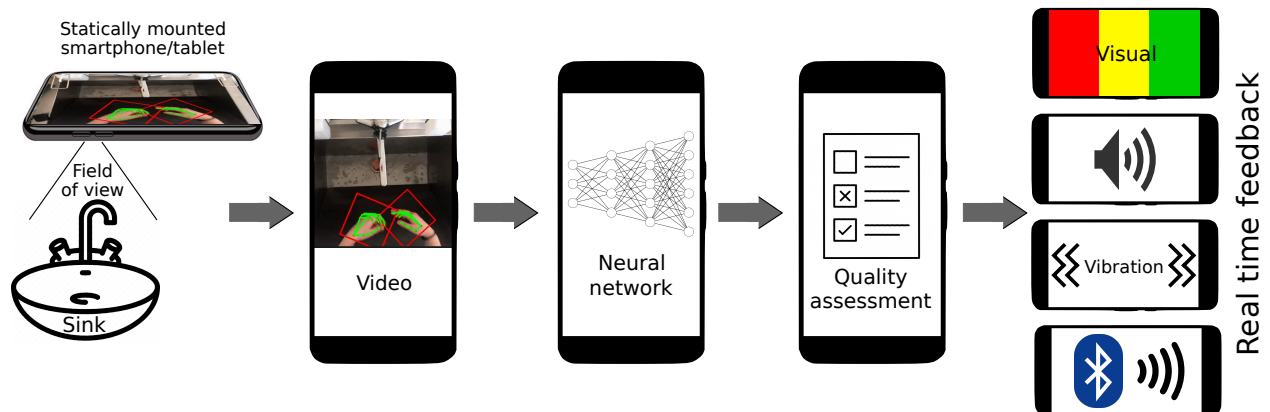 Statically mounted
smartphone/tablet
Field
of view
Sink
Video
Neural
network
Quality
assessment
Visual
Vibration
Real time feedback